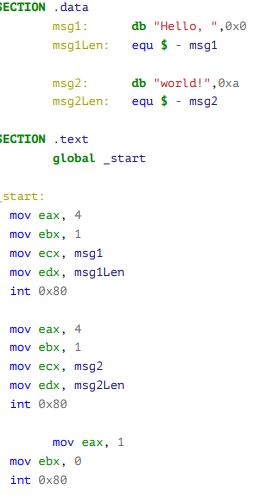 SECTION .data
msg1: db "Hello, ",0x0
msg1Len: equ $ - msg1
msg2: db "world!",0xa
msg2Len: equ $ - msg2
SECTION .text
global _start
_start:
mov eax, 4
mov ebx, 1
mov ecx, msg1
mov edx, msg1Len
int 0x80
mov eax, 4
mov ebx, 1
mov ecx, msg2
mov edx, msg2Len
int 0x80
mov eax, 1
mov ebx, 0
int 0x80